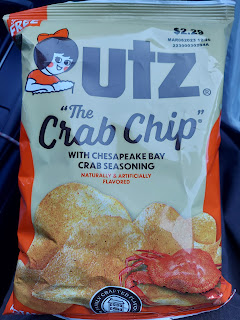 FREE
$2.29
utz®
"The
Crab Chip"
WITH CHESAPEAKE BAY
CRAB SEASONING
NATURALLY & ARTIFICIALLY
FLAVORED